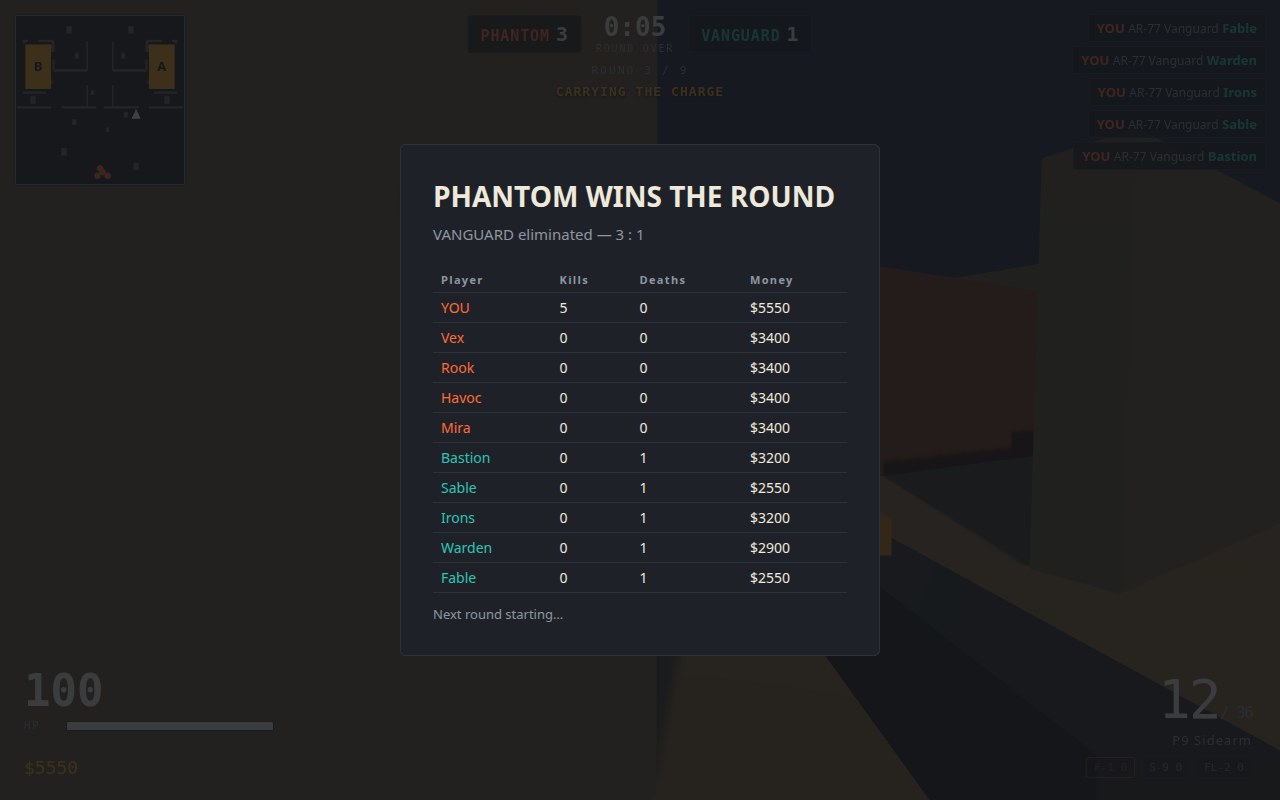 B
A
PHANTOM 3
0:05
ROUND OVER
VANGUARD 1
ROUND 3 / 9
CARRYING THE CHARGE
YOU AR-77 Vanguard Fable
YOU AR-77 Vanguard Warden
YOU AR-77 Vanguard Irons
YOU AR-77 Vanguard Sable
YOU AR-77 Vanguard Bastion
PHANTOM WINS THE ROUND
VANGUARD eliminated — 3 : 1
Player Kills Deaths Money
YOU 5 0 $5550
Vex 0 0 $3400
Rook 0 0 $3400
Havoc 0 0 $3400
Mira 0 0 $3400
Bastion 0 1 $3200
Sable 0 1 $2550
Irons 0 1 $3200
Warden 0 1 $2900
Fable 0 1 $2550
Next round starting…
100
HP
$5550
12 / 36
P9 Sidearm
S-9 0